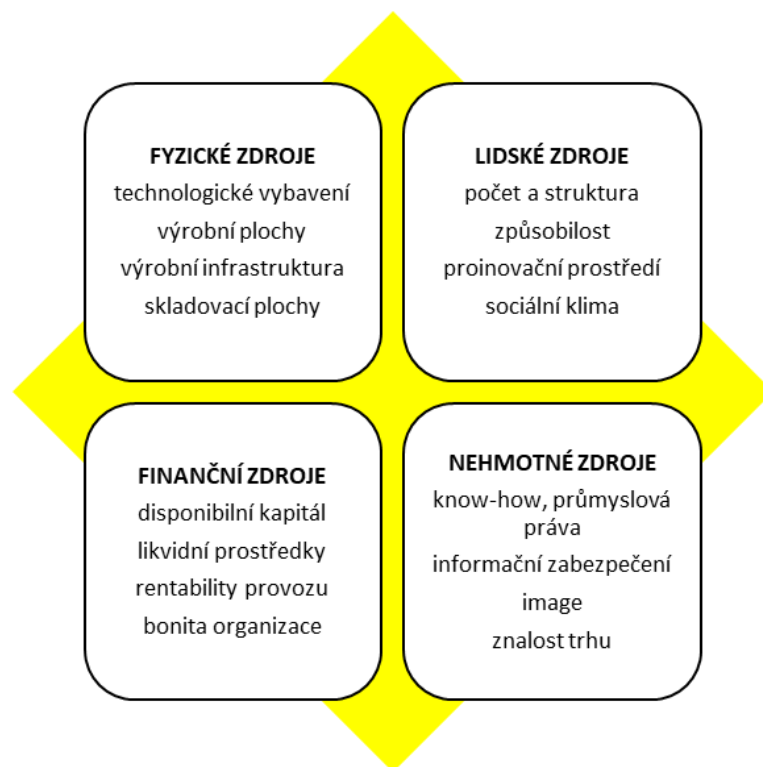 FYZICKÉ ZDROJE
technologické vybavení
výrobní plochy
výrobní infrastruktura
skladovací plochy
LIDSKÉ ZDROJE
počet a struktura
způsobilost
proinovační prostředí
sociální klima
FINANČNÍ ZDROJE
disponibilní kapitál
likvidní prostředky
rentability provozu
bonita organizace
NEHMOTNÉ ZDROJE
know-how, průmyslová
práva
informační zabezpečení
image
znalost trhu